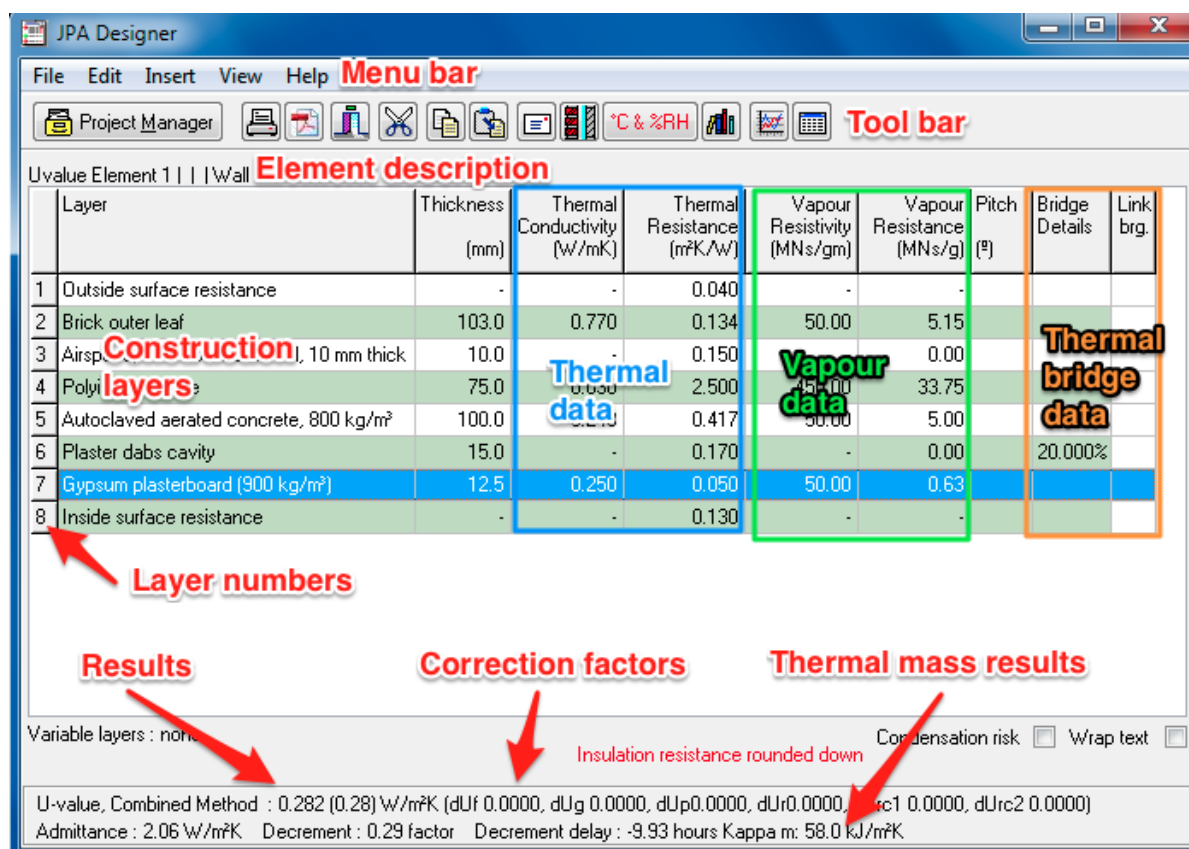 JPA Designer
File Edit Insert View Help Menu bar
Project Manager °C & %RH Tool bar
Uvalue Element 1 | | | Wall Element description
Layer Thickness (mm) Thermal Conductivity (W/mK) Thermal Resistance (m²K/W) Vapour Resistivity (MNs/gm) Vapour Resistance (MNs/g) Pitch (º) Bridge Details Link brg.
1 Outside surface resistance - - 0.040 - -
2 Brick outer leaf 103.0 0.770 0.134 50.00 5.15
3 , 10 mm thick 10.0 - 0.150 0.00
4 75.0 2.500 33.75
5 Autoclaved aerated concrete, 800 kg/m³ 100.0 0.417 5.00
6 Plaster dabs cavity 15.0 - 0.170 - 0.00 20.000%
7 Gypsum plasterboard (900 kg/m³) 12.5 0.250 0.050 50.00 0.63
8 Inside surface resistance - - 0.130 - -
Construction
layers
Thermal
data
Vapour
data
Thermal
bridge
data
Layer numbers
Results
Correction factors
Thermal mass results
Variable layers :
Insulation resistance rounded down
Condensation risk Wrap text
U-value, Combined Method : 0.282 (0.28) W/m²K (dUf 0.0000, dUg 0.0000, dUp0.0000, dUr0.0000, 0.0000, dUrc2 0.0000)
Admittance : 2.06 W/m²K Decrement : 0.29 factor Decrement delay : -9.93 hours Kappa m: 58.0 kJ/m²K